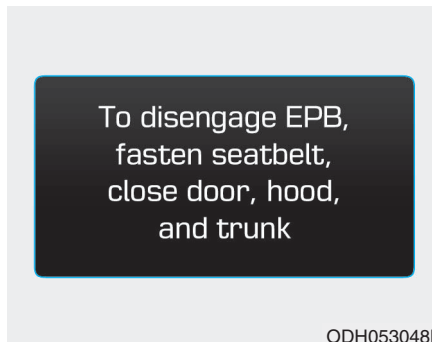 To disengage EPB,
fasten seatbelt,
close door, hood,
and trunk
ODH053048